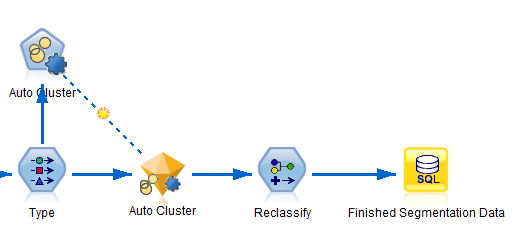 Auto Cluster
Type
Auto Cluster
Reclassify
SQL
Finished Segmentation Data